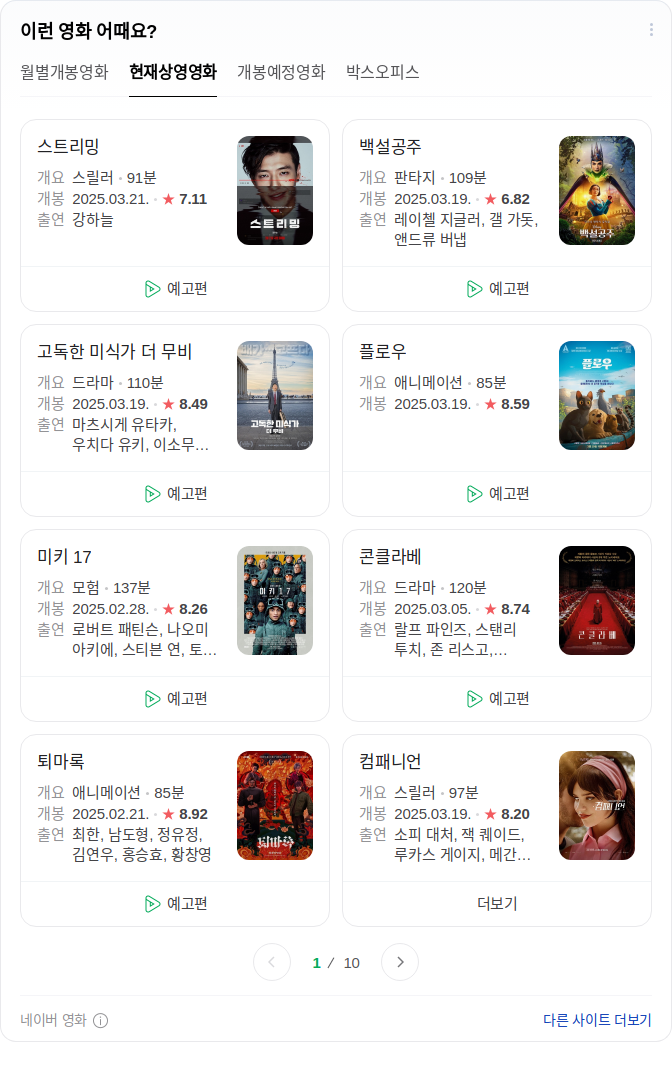 이런 영화 어때요?
월별개봉영화 현재상영영화 개봉예정영화 박스오피스
스트리밍
개요 스릴러 · 91분
개봉 2025.03.21. · ★ 7.11
출연 강하늘
스트리밍
예고편
백설공주
개요 판타지 · 109분
개봉 2025.03.19. · ★ 6.82
출연 레이첼 지글러, 갤 가돗,
앤드류 버냅
백설공주
예고편
고독한 미식가 더 무비
개요 드라마 · 110분
개봉 2025.03.19. · ★ 8.49
출연 마츠시게 유타카,
우치다 유키, 이소무…
고독한 미식가
더 무비
예고편
플로우
개요 애니메이션 · 85분
개봉 2025.03.19. · ★ 8.59
플로우
예고편
미키 17
개요 모험 · 137분
개봉 2025.02.28. · ★ 8.26
출연 로버트 패틴슨, 나오미
아키에, 스티븐 연, 토…
미키 17
예고편
콘클라베
개요 드라마 · 120분
개봉 2025.03.05. · ★ 8.74
출연 랄프 파인즈, 스탠리
투치, 존 리스고,…
콘클라베
예고편
퇴마록
개요 애니메이션 · 85분
개봉 2025.02.21. · ★ 8.92
출연 최한, 남도형, 정유정,
김연우, 홍승효, 황창영
퇴마록
예고편
컴패니언
개요 스릴러 · 97분
개봉 2025.03.19. · ★ 8.20
출연 소피 대처, 잭 퀘이드,
루카스 게이지, 메간…
컴패니언
더보기
1 / 10
네이버 영화
다른 사이트 더보기